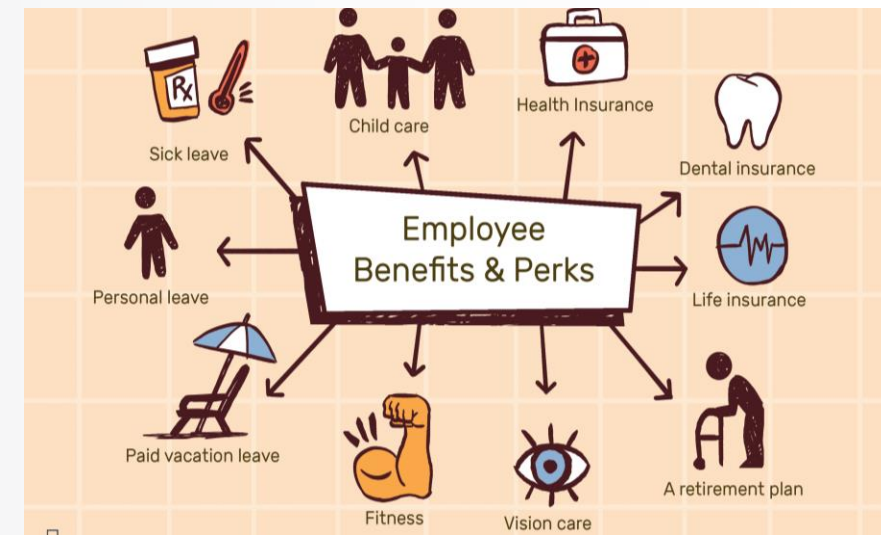 Rx
Child care
Health Insurance
Sick leave
Dental insurance
Employee
Benefits & Perks
Personal leave
Life insurance
Paid vacation leave
A retirement plan
Fitness
Vision care